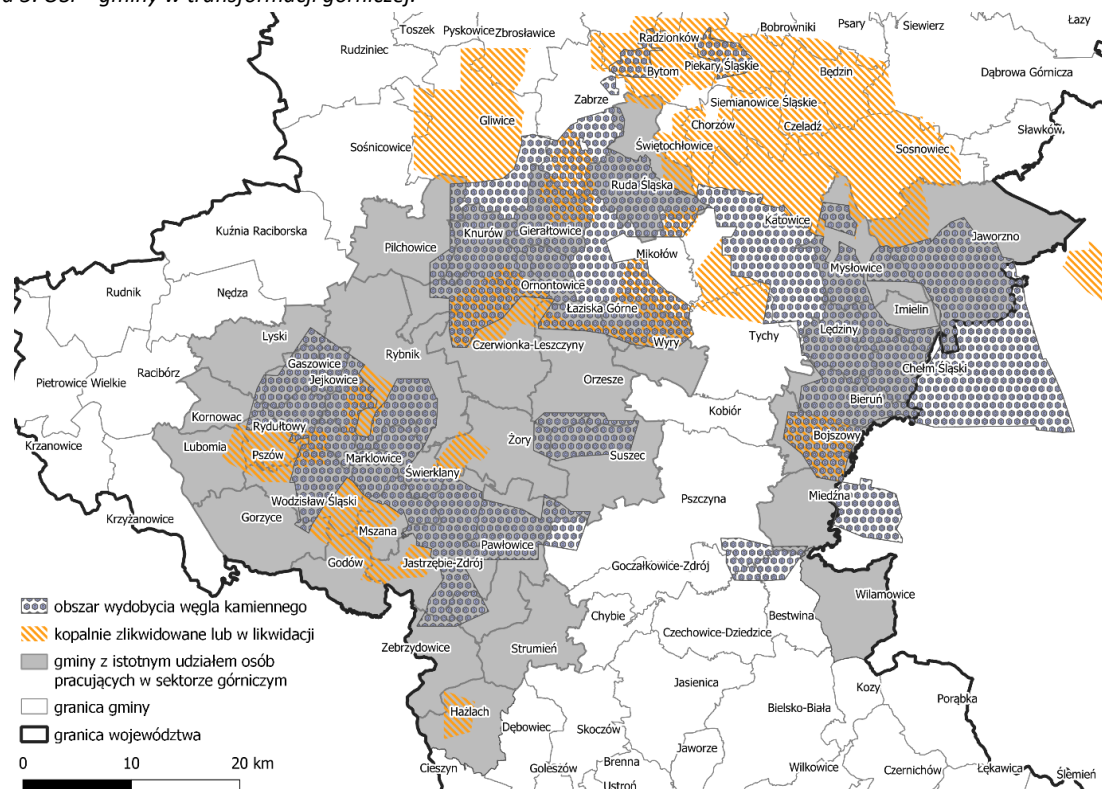 a 3. OSI – gminy w transformacji górniczej.
Toszek
Pyskowice
Zbrosławice
Radzionków
Bobrowniki
Psary
Siewierz
Łazy
Rudziniec
Bytom
Piekary Śląskie
Będzin
Dąbrowa Górnicza
Zabrze
Siemianowice Śląskie
Gliwice
Chorzów
Czeladź
Sławków
Sośnicowice
Świętochłowice
Sosnowiec
Ruda Śląska
Katowice
Kuźnia Raciborska
Pilchowice
Knurów
Gierałtowice
Mikołów
Jaworzno
Mysłowice
Rudnik
Nędza
Ornontowice
Łaziska Górne
Imielin
Lyski
Rybnik
Czerwionka-Leszczyny
Wyry
Tychy
Lędziny
Gaszowice
Jejkowice
Orzesze
Chełm Śląski
Pietrowice Wielkie
Racibórz
Kornowac
Kobiór
Bieruń
Rydułtowy
Krzanowice
Lubomia
Pszów
Marklowice
Żory
Suszec
Bojszowy
Świerklany
Wodzisław Śląski
Pszczyna
Miedźna
Krzyżanowice
Gorzyce
Mszana
Pawłowice
Godów
Jastrzębie-Zdrój
Goczałkowice-Zdrój
Wilamowice
Chybie
Bestwina
Czechowice-Dziedzice
Zebrzydowice
Strumień
Jasienica
Kozy
Porąbka
Hażlach
Dębowiec
Skoczów
Bielsko-Biała
Jaworze
Cieszyn
Goleszów
Brenna
Ustroń
Wilkowice
Czernichów
Łękawica
Ślemień
obszar wydobycia węgla kamiennego
kopalnie zlikwidowane lub w likwidacji
gminy z istotnym udziałem osób
pracujących w sektorze górniczym
granica gminy
granica województwa
0 10 20 km